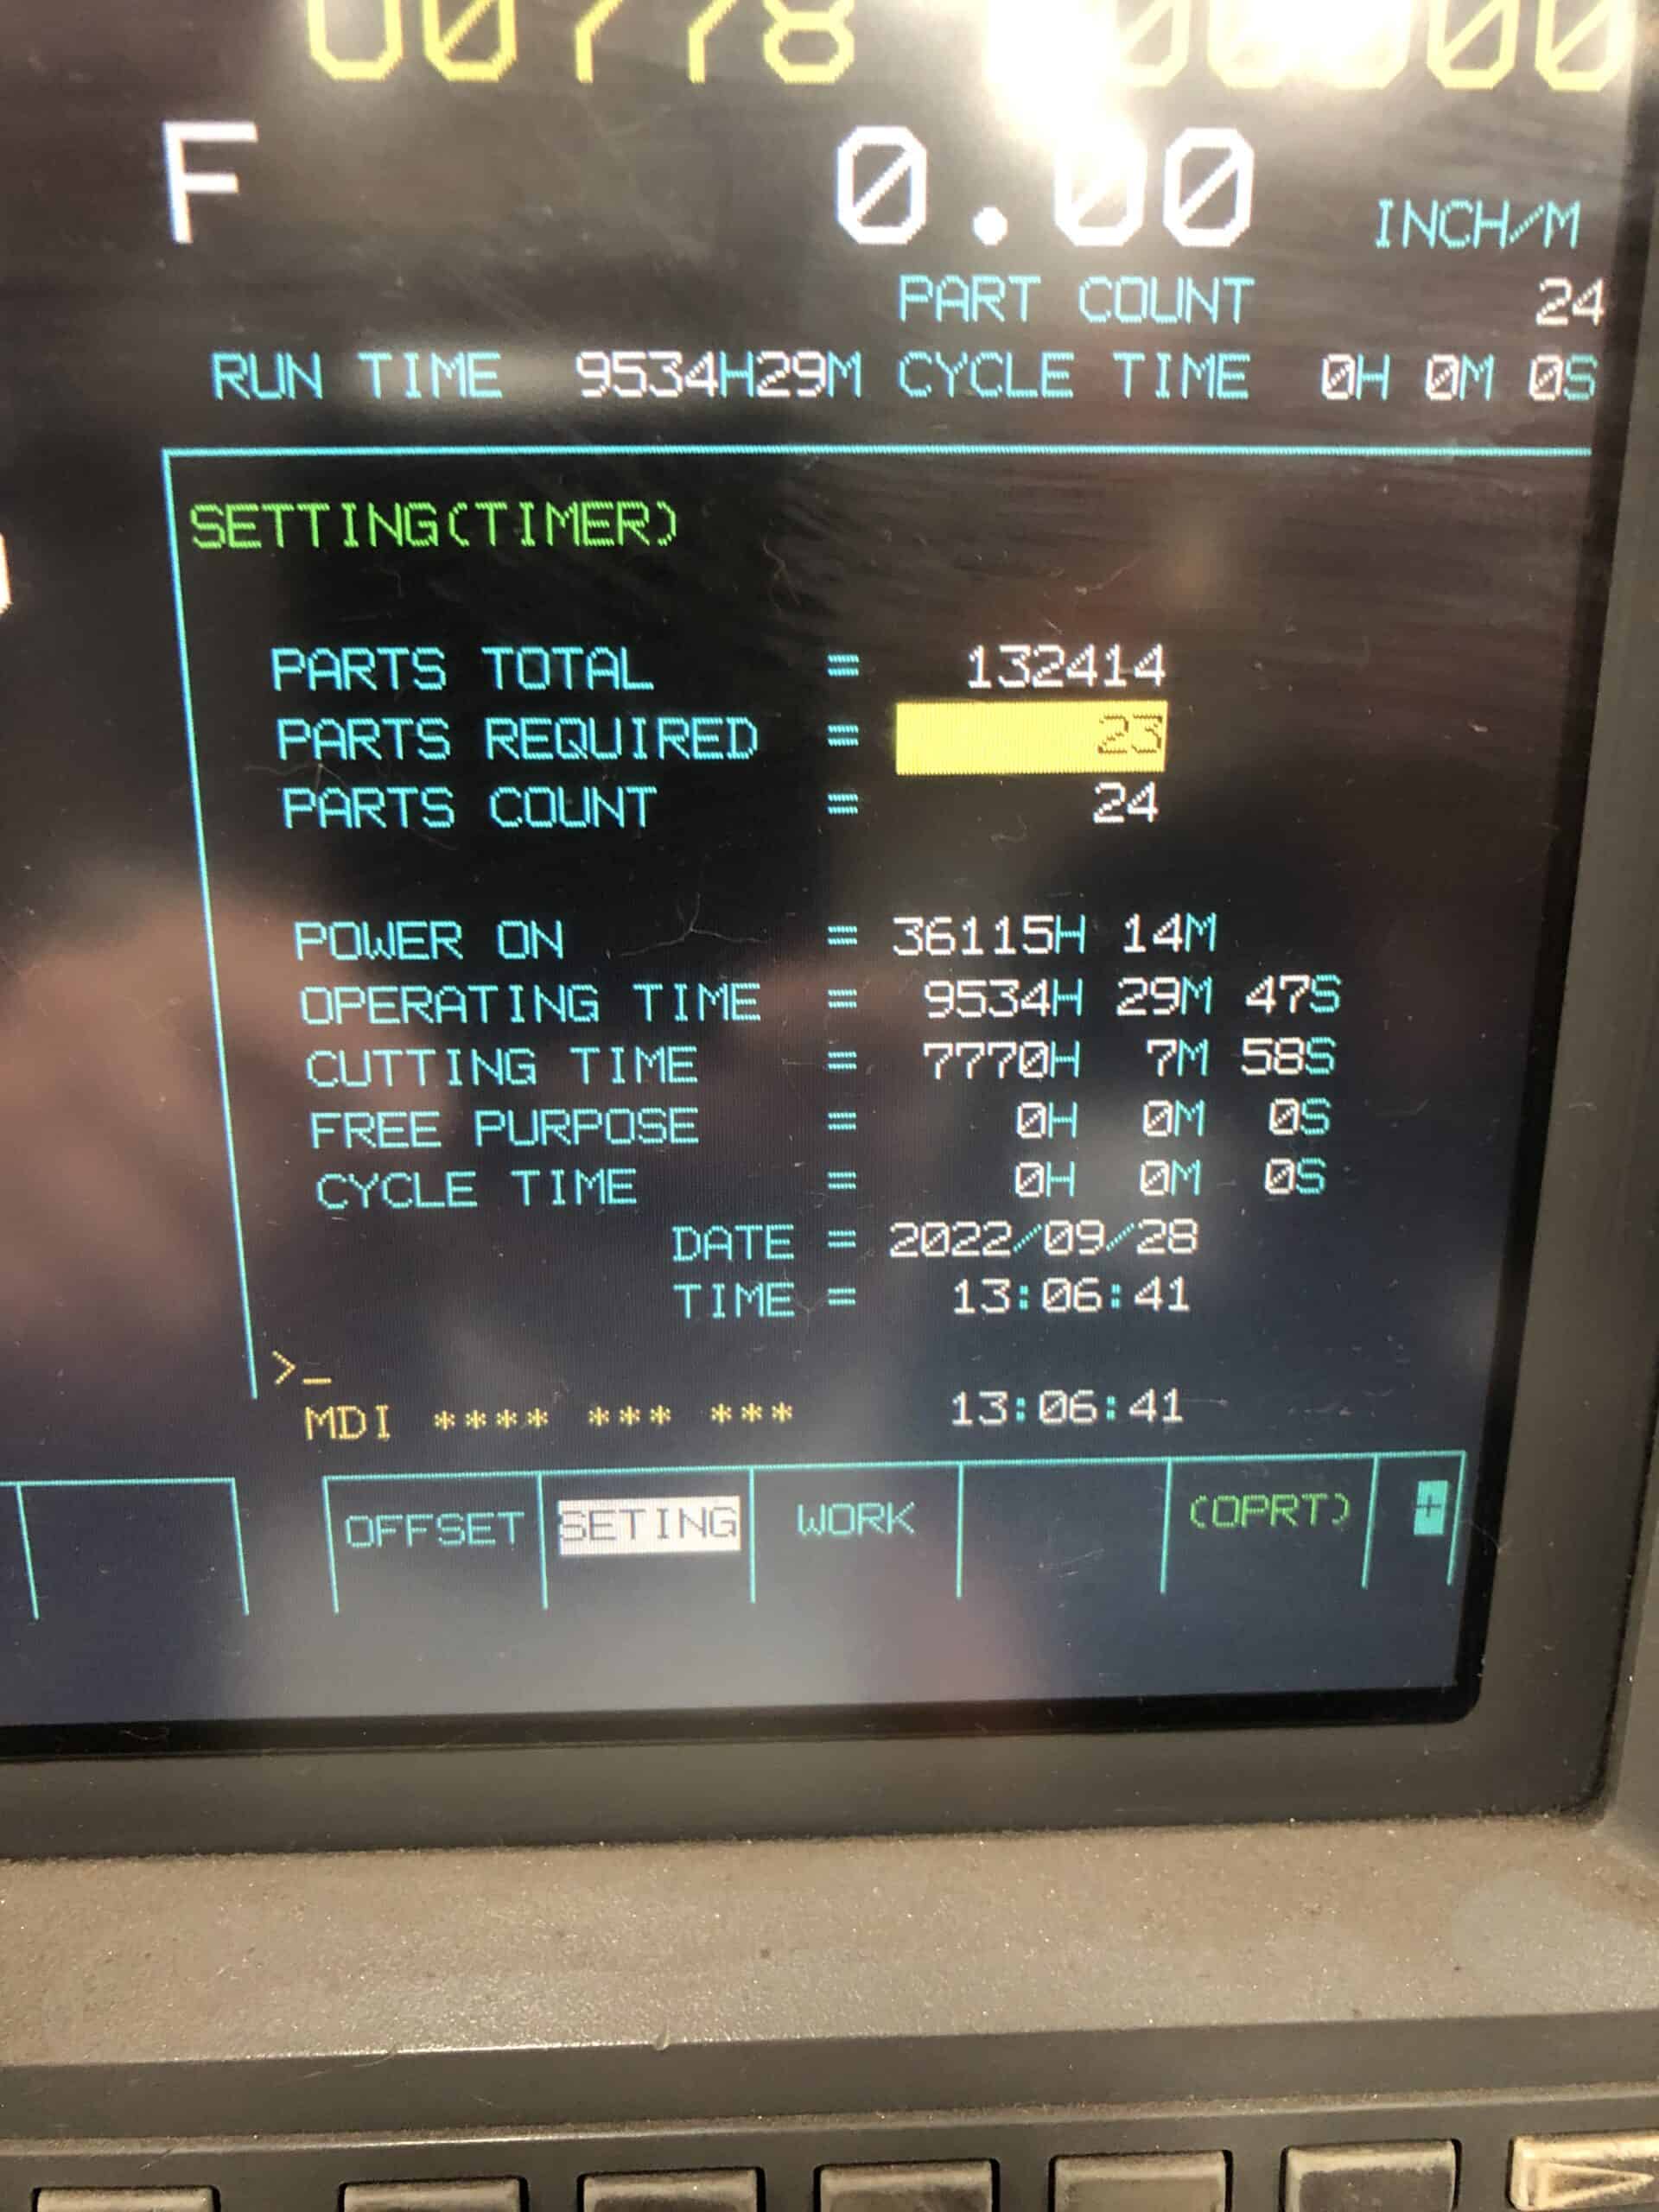 00778 00000
F 0.00 INCH/M
PART COUNT 24
RUN TIME 9534H29M CYCLE TIME 0H 0M 0S
SETTING(TIMER)
PARTS TOTAL = 132414
PARTS REQUIRED = 23
PARTS COUNT = 24
POWER ON = 36115H 14M
OPERATING TIME = 9534H 29M 47S
CUTTING TIME = 7770H 7M 58S
FREE PURPOSE = 0H 0M 0S
CYCLE TIME = 0H 0M 0S
DATE = 2022/09/28
TIME = 13:06:41
>_
MDI **** *** *** 13:06:41
OFFSET SETING WORK (OPRT) +